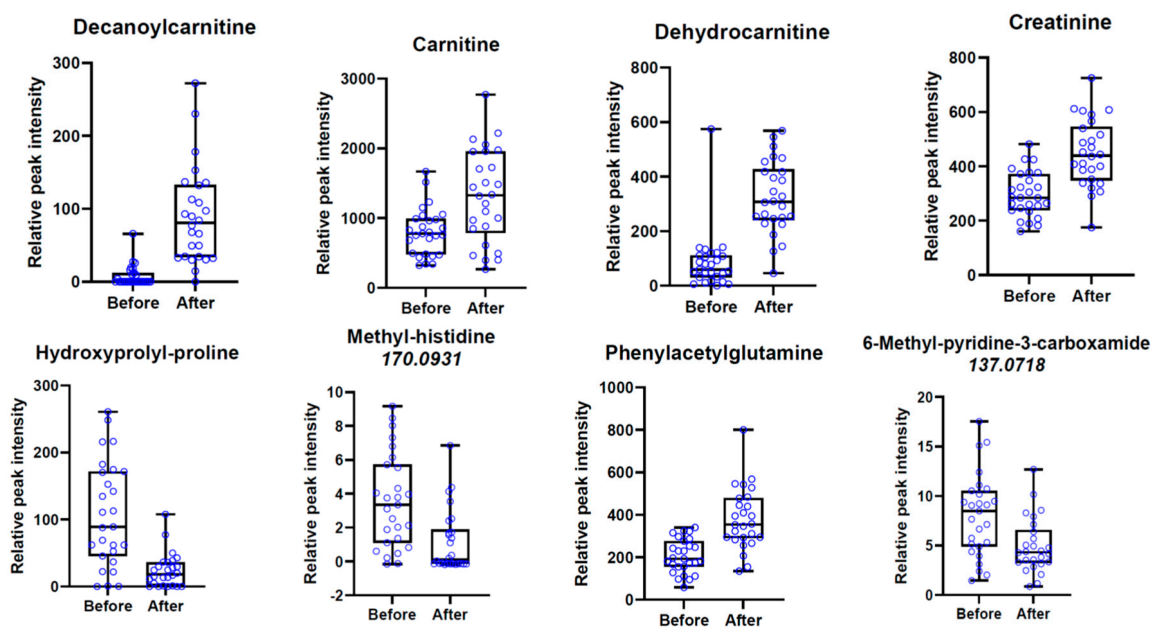 Decanoylcarnitine
Relative peak intensity
300
200
100
0
Before After
Carnitine
Relative peak intensity
3000
2000
1000
0
Before After
Dehydrocarnitine
Relative peak intensity
800
600
400
200
0
Before After
Creatinine
Relative peak intensity
800
600
400
200
0
Before After
Hydroxyprolyl-proline
Relative peak intensity
300
200
100
0
Before After
Methyl-histidine
170.0931
Relative peak intensity
10
8
6
4
2
0
-2
Before After
Phenylacetylglutamine
Relative peak intensity
1000
800
600
400
200
0
Before After
6-Methyl-pyridine-3-carboxamide
137.0718
Relative peak intensity
20
15
10
5
0
Before After